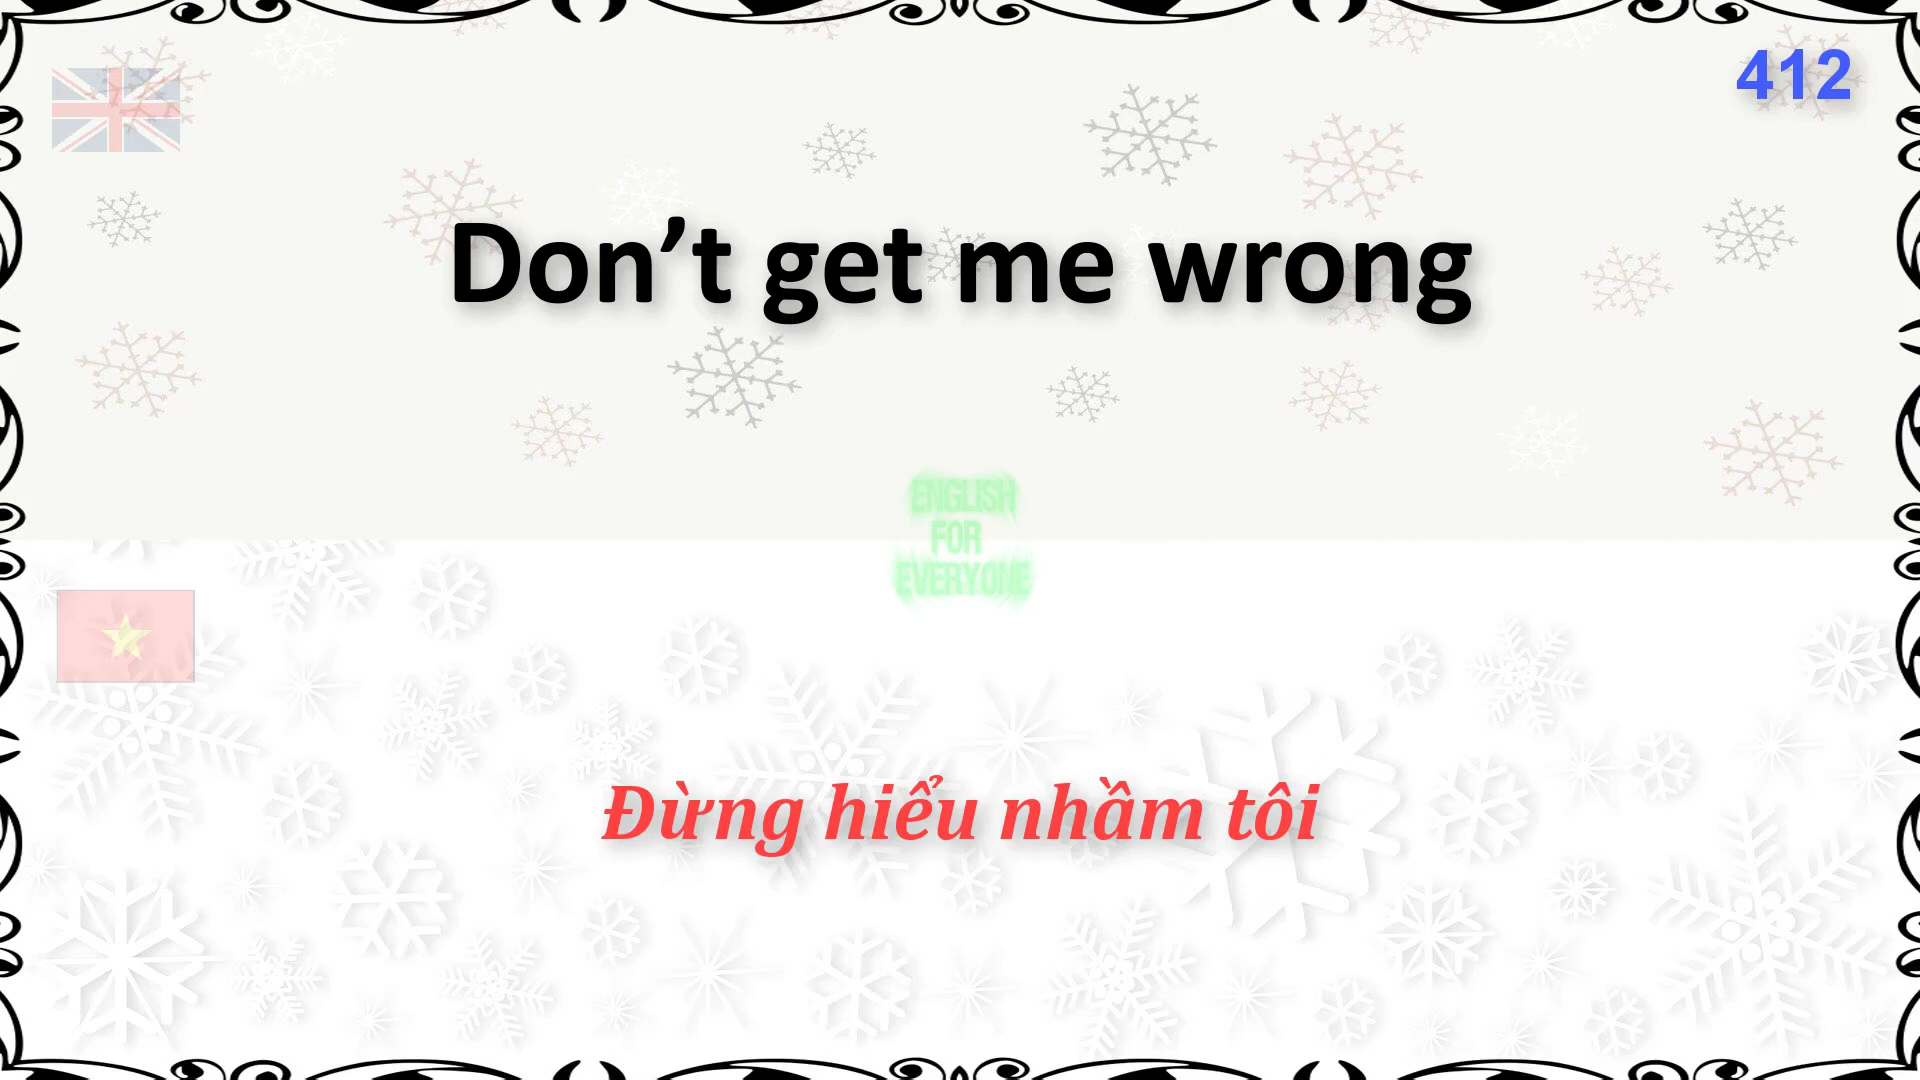 412
Don’t get me wrong
ENGLISH
FOR
EVERYONE
Đừng hiểu nhầm tôi